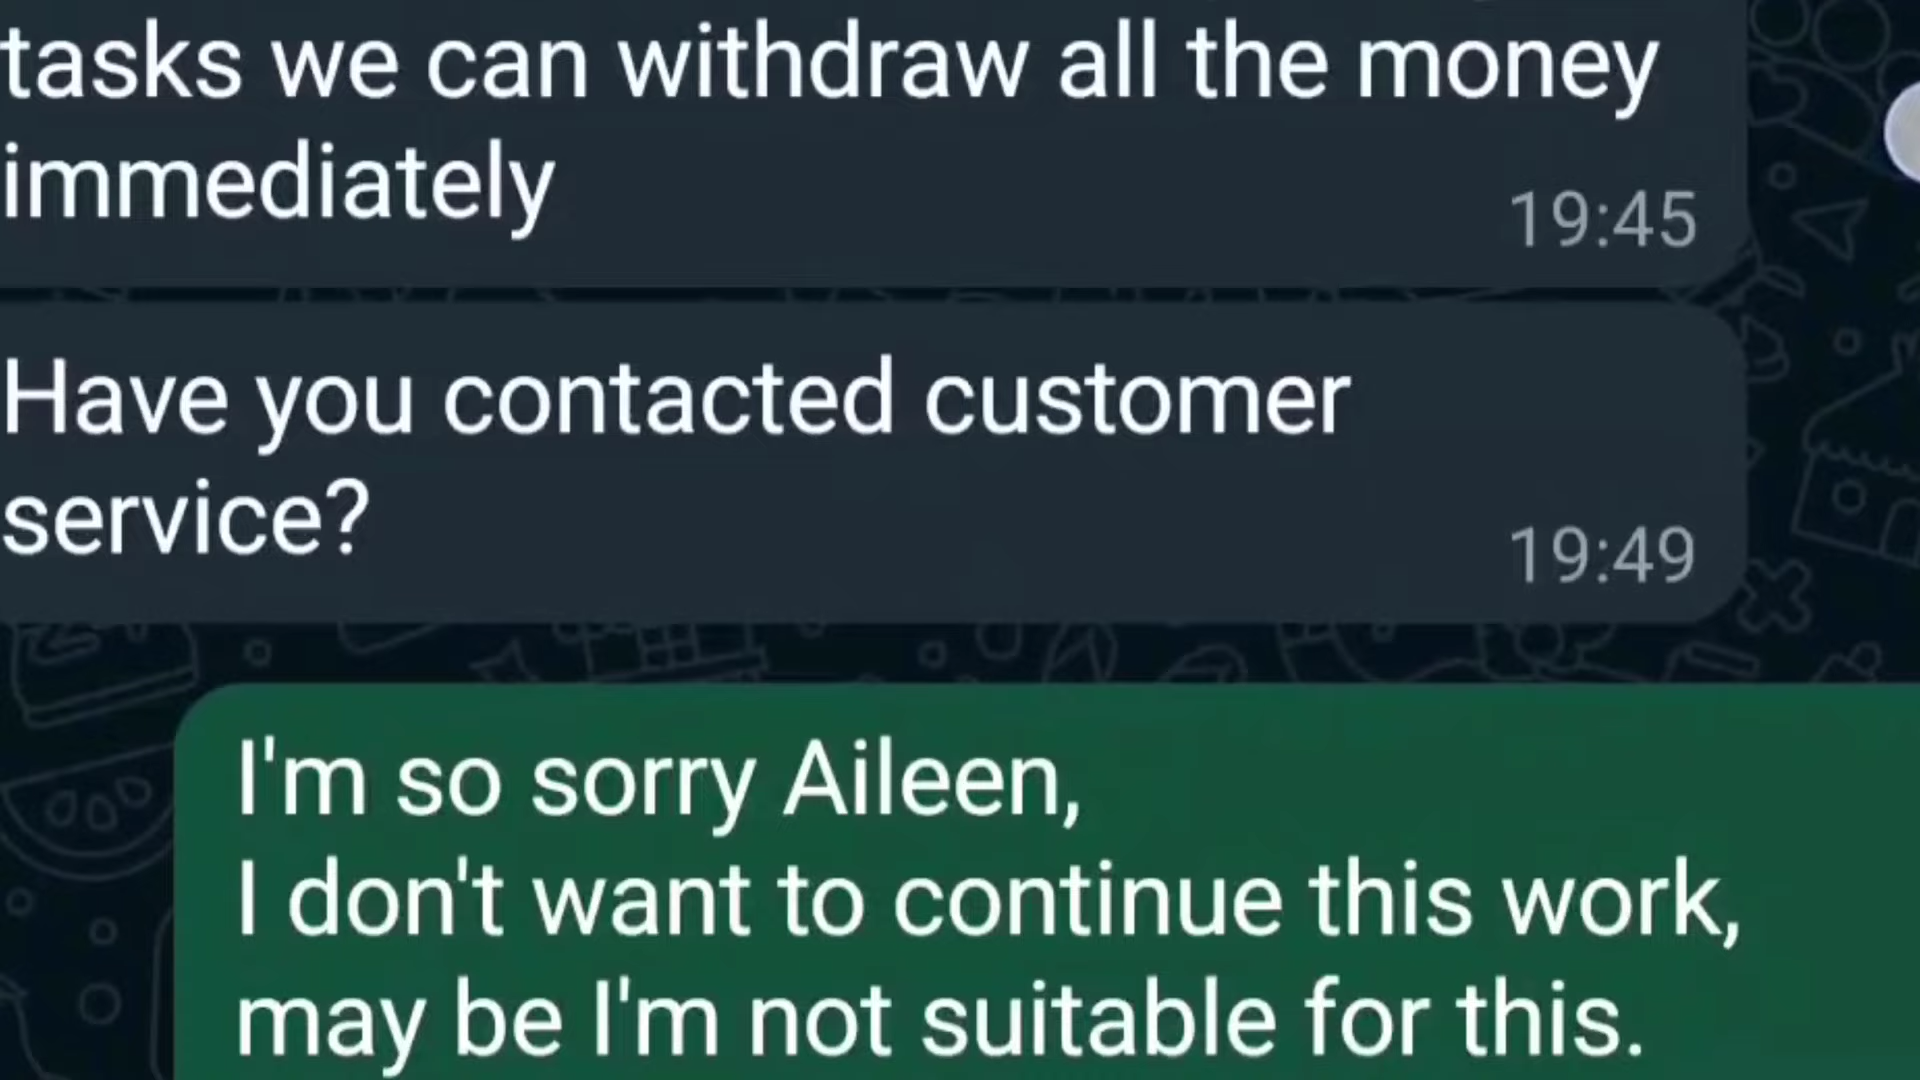 tasks we can withdraw all the money
immediately
19:45
Have you contacted customer
service?
19:49
I'm so sorry Aileen,
I don't want to continue this work,
may be I'm not suitable for this.